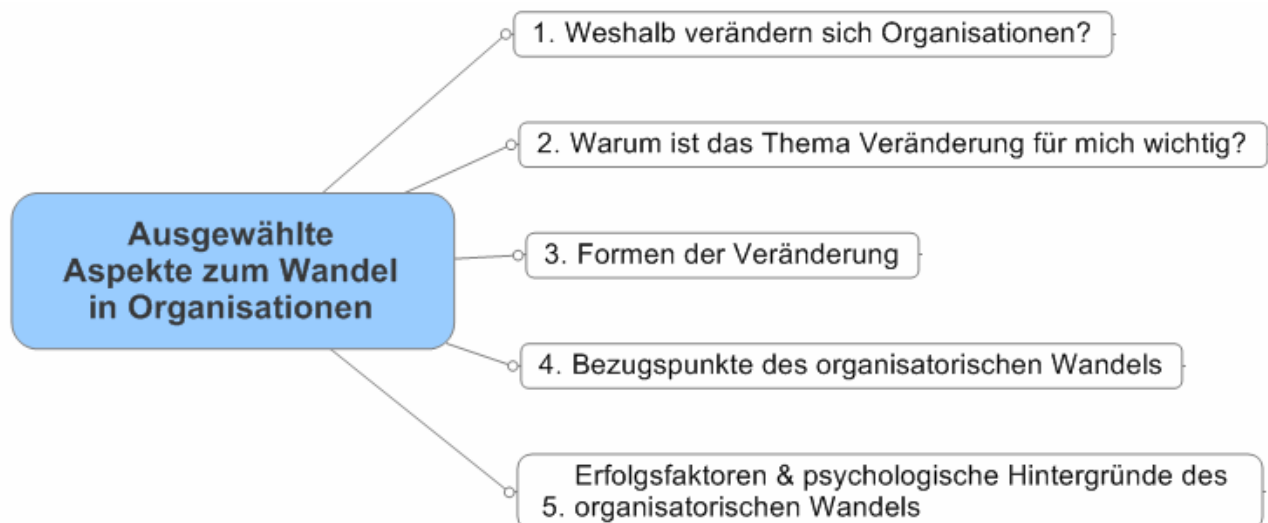 1. Weshalb verändern sich Organisationen?
2. Warum ist das Thema Veränderung für mich wichtig?
Ausgewählte
Aspekte zum Wandel
in Organisationen
3. Formen der Veränderung
4. Bezugspunkte des organisatorischen Wandels
Erfolgsfaktoren & psychologische Hintergründe des
5. organisatorischen Wandels